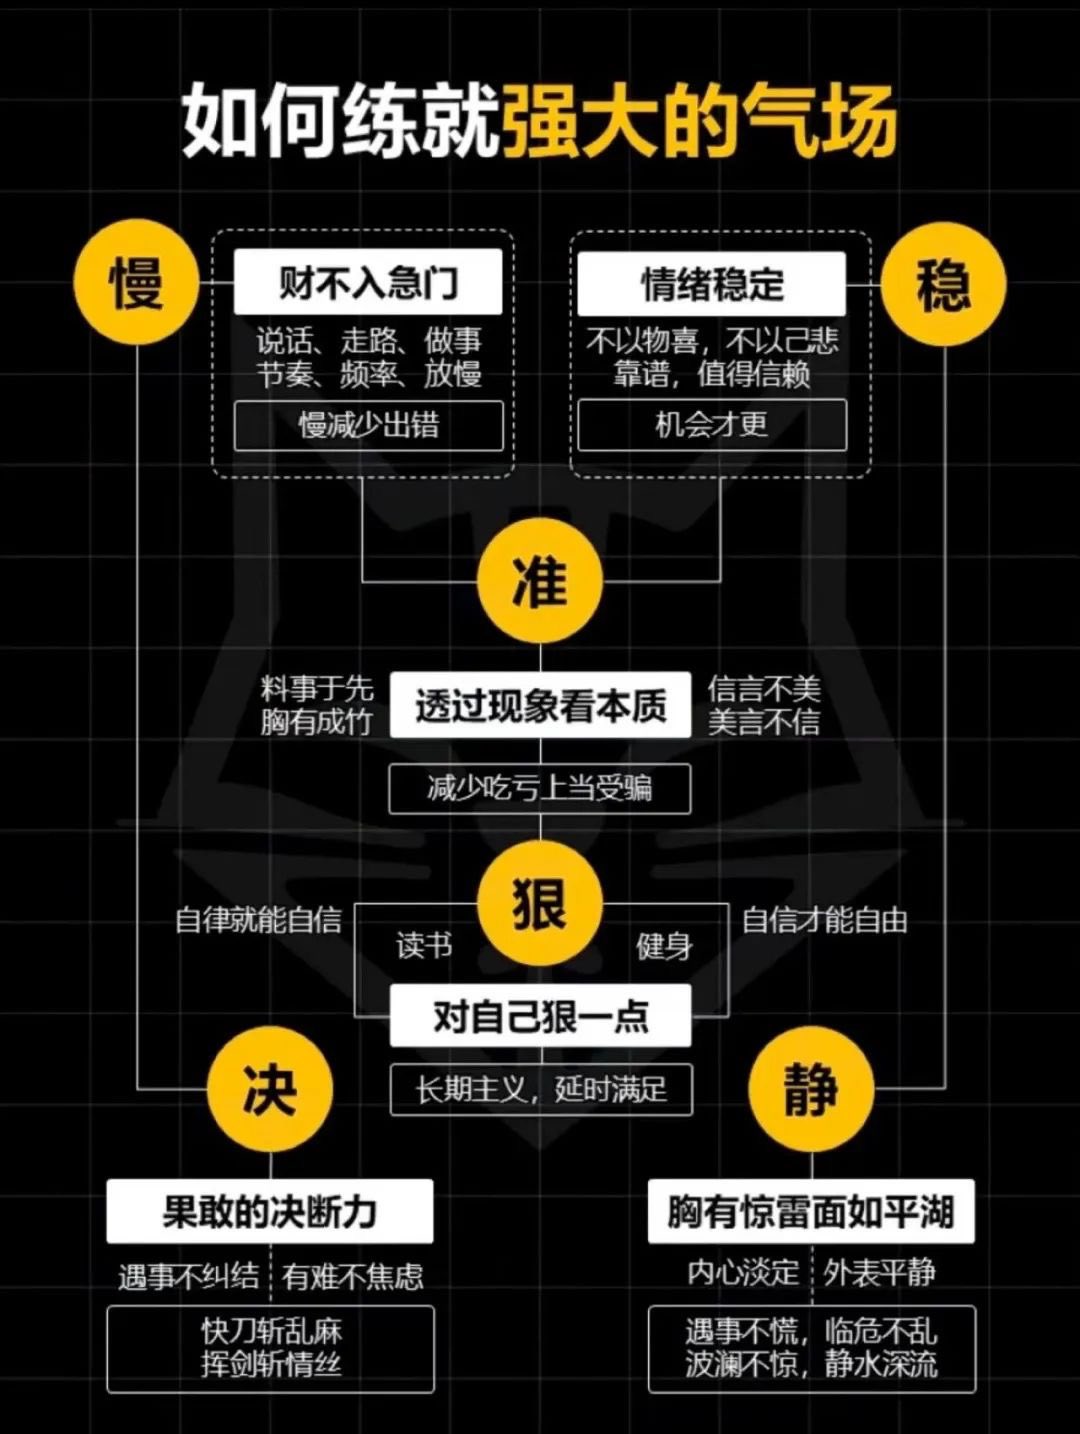 如何练就强大的气场
慢
财不入急门
说话、走路、做事
节奏、频率、放慢
慢减少出错
情绪稳定
不以物喜，不以己悲
靠谱，值得信赖
机会才更
稳
准
料事于先
胸有成竹
透过现象看本质
信言不美
美言不信
减少吃亏上当受骗
狠
自律就能自信
读书
健身
自信才能自由
对自己狠一点
长期主义，延时满足
决
果敢的决断力
遇事不纠结
有难不焦虑
快刀斩乱麻
挥剑斩情丝
静
胸有惊雷面如平湖
内心淡定
外表平静
遇事不慌，临危不乱
波澜不惊，静水深流